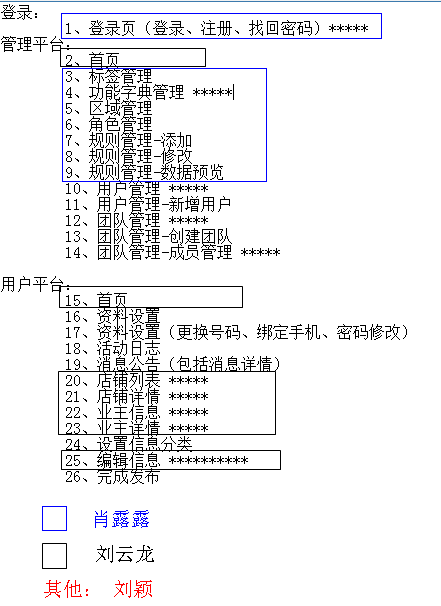 登录:
1、登录页（登录、注册、找回密码）*****
管理平台:
2、首页
3、标签管理
4、功能字典管理 *****
5、区域管理
6、角色管理
7、规则管理-添加
8、规则管理-修改
9、规则管理-数据预览
10、用户管理 *****
11、用户管理-新增用户
12、团队管理 *****
13、团队管理-创建团队
14、团队管理-成员管理 *****
用户平台:
15、首页
16、资料设置
17、资料设置（更换号码、绑定手机、密码修改）
18、活动日志
19、消息公告（包括消息详情）
20、店铺列表 *****
21、店铺详情 *****
22、业主信息 *****
23、业主详情 *****
24、设置信息分类
25、编辑信息 **********
26、完成发布
肖露露
刘云龙
其他： 刘颖